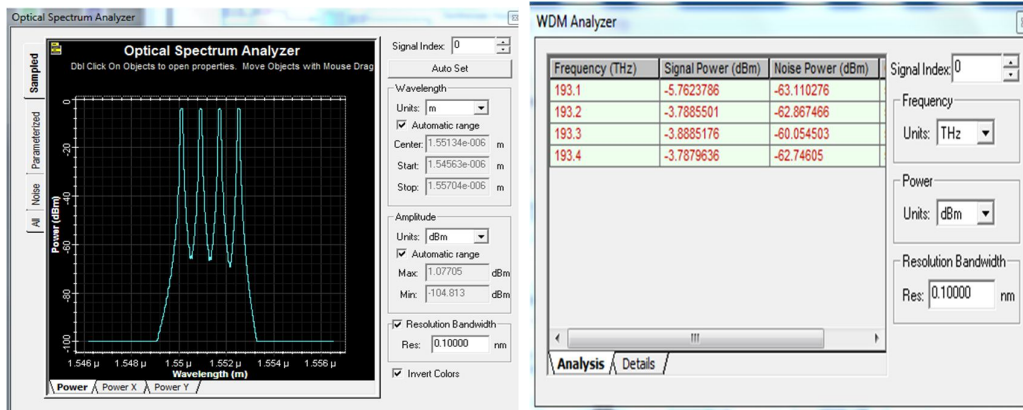 Optical Spectrum Analyzer
Optical Spectrum Analyzer
Dbl Click On Objects to open properties. Move Objects with Mouse Drag
Sampled
Parameterized
Noise
All
Power (dBm)
0
-20
-40
-60
-80
-100
1.546 µ 1.548 µ 1.55 µ 1.552 µ 1.554 µ 1.556 µ
Wavelength (m)
Power Power X Power Y
Signal Index: 0
Auto Set
Wavelength
Units: m
Automatic range
Center: 1.55134e-006 m
Start: 1.54563e-006 m
Stop: 1.55704e-006 m
Amplitude
Units: dBm
Automatic range
Max: 1.07705 dBm
Min: -104.813 dBm
Resolution Bandwidth
Res: 0.10000 nm
Invert Colors
WDM Analyzer
Frequency (THz) Signal Power (dBm) Noise Power (dBm)
193.1 -5.7623786 -63.110276
193.2 -3.7885501 -62.867466
193.3 -3.8885176 -60.054503
193.4 -3.7879636 -62.74605
Analysis Details
Signal Index: 0
Frequency
Units: THz
Power
Units: dBm
Resolution Bandwidth
Res: 0.10000 nm